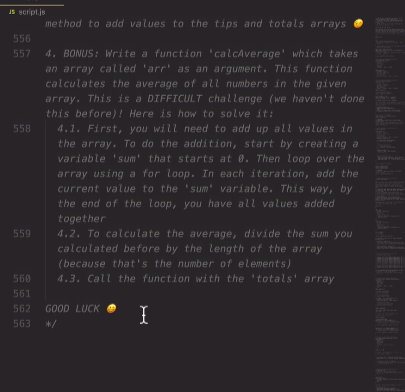 JS script.js
method to add values to the tips and totals arrays 😀
556
557 4. BONUS: Write a function 'calcAverage' which takes
an array called 'arr' as an argument. This function
calculates the average of all numbers in the given
array. This is a DIFFICULT challenge (we haven't done
this before)! Here is how to solve it:
558 4.1. First, you will need to add up all values in
the array. To do the addition, start by creating a
variable 'sum' that starts at 0. Then loop over the
array using a for loop. In each iteration, add the
current value to the 'sum' variable. This way, by
the end of the loop, you have all values added
together
559 4.2. To calculate the average, divide the sum you
calculated before by the length of the array
(because that's the number of elements)
560 4.3. Call the function with the 'totals' array
561
562 GOOD LUCK 😀
563 */